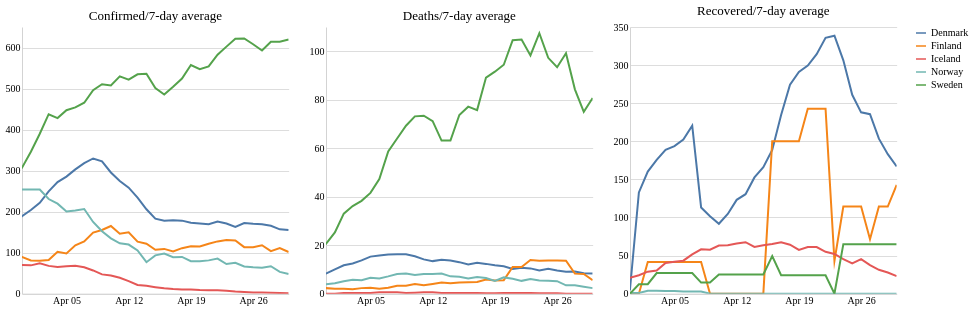 Confirmed/7-day average
600
500
400
300
200
100
0
Apr 05 Apr 12 Apr 19 Apr 26
Deaths/7-day average
100
80
60
40
20
0
Apr 05 Apr 12 Apr 19 Apr 26
Recovered/7-day average
350
300
250
200
150
100
50
0
Apr 05 Apr 12 Apr 19 Apr 26
Denmark
Finland
Iceland
Norway
Sweden